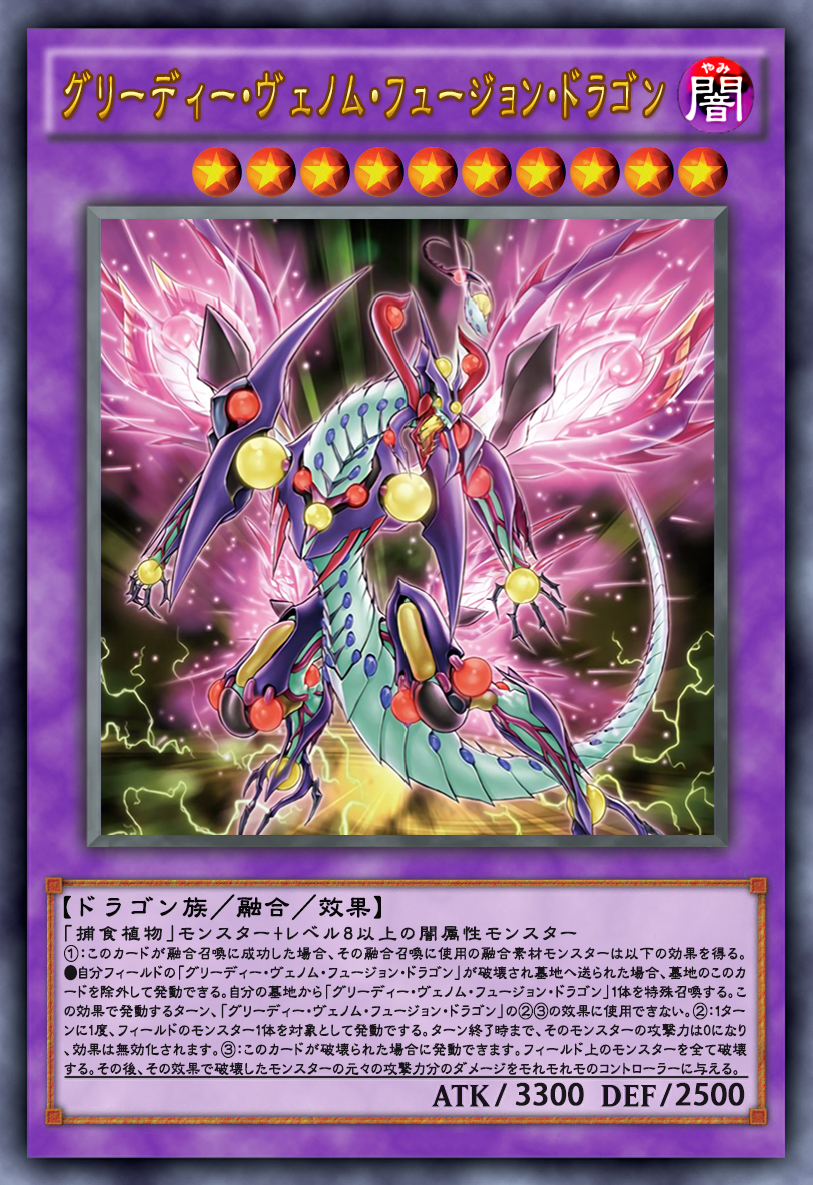 グリーディー・ヴェノム・フュージョン・ドラゴン
やみ
闇
【ドラゴン族／融合／効果】
「捕食植物」モンスター+レベル8以上の闇属性モンスター
①:このカードが融合召喚に成功した場合、その融合召喚に使用の融合素材モンスターは以下の効果を得る。
●自分フィールドの「グリーディー・ヴェノム・フュージョン・ドラゴン」が破壊され墓地へ送られた場合、墓地のこのカ
ードを除外して発動できる。自分の墓地から「グリーディー・ヴェノム・フュージョン・ドラゴン」1体を特殊召喚する。こ
の効果で発動するターン、「グリーディー・ヴェノム・フュージョン・ドラゴン」の②③の効果に使用できない。②:1ター
ンに1度、フィールドのモンスター1体を対象として発動でする。ターン終了時まで、そのモンスターの攻撃力は0になり
、効果は無効化されます。③:このカードが破壊られた場合に発動できます。フィールド上のモンスターを全て破壊
する。その後、その効果で破壊したモンスターの元々の攻撃力分のダメージをモれモれモのコントローラーに与える。
ATK/3300 DEF/2500